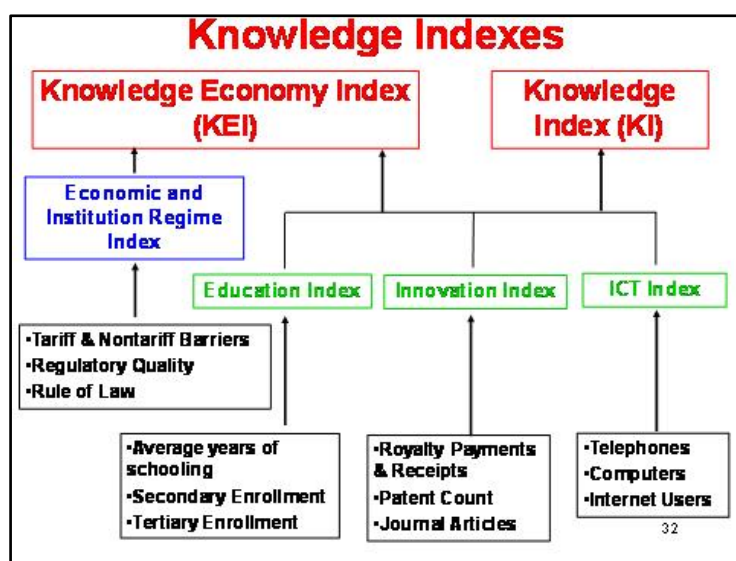 Knowledge Indexes
Knowledge Economy Index
(KEI)
Knowledge
Index (KI)
Economic and
Institution Regime
Index
Education Index
Innovation Index
ICT Index
•Tariff & Nontariff Barriers
•Regulatory Quality
•Rule of Law
•Average years of
schooling
•Secondary Enrollment
•Tertiary Enrollment
•Royalty Payments
& Receipts
•Patent Count
•Journal Articles
•Telephones
•Computers
•Internet Users
32